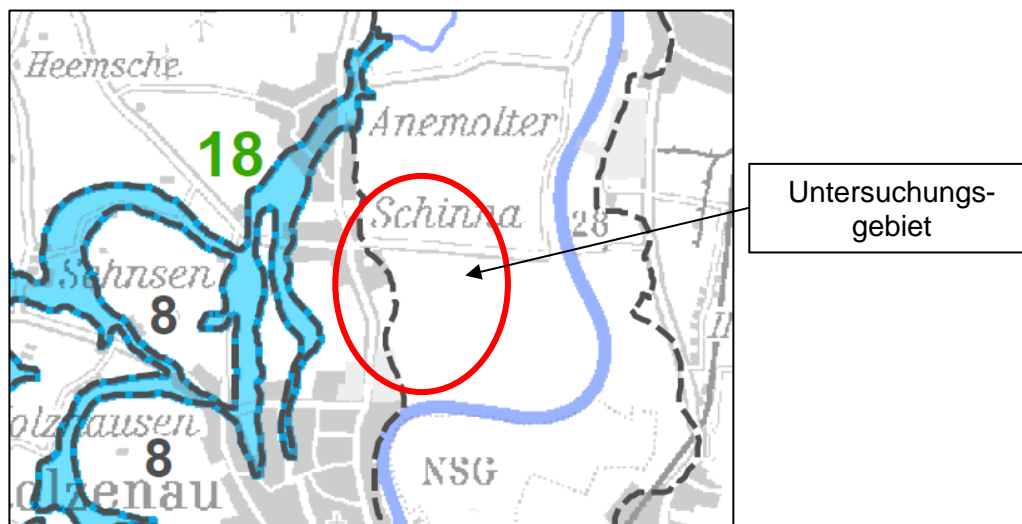 Heemsche
Anemolter
18
Schinna
28
Sehnsen
8
olzhausen
8
NSG
olzenau
Untersuchungs-
gebiet